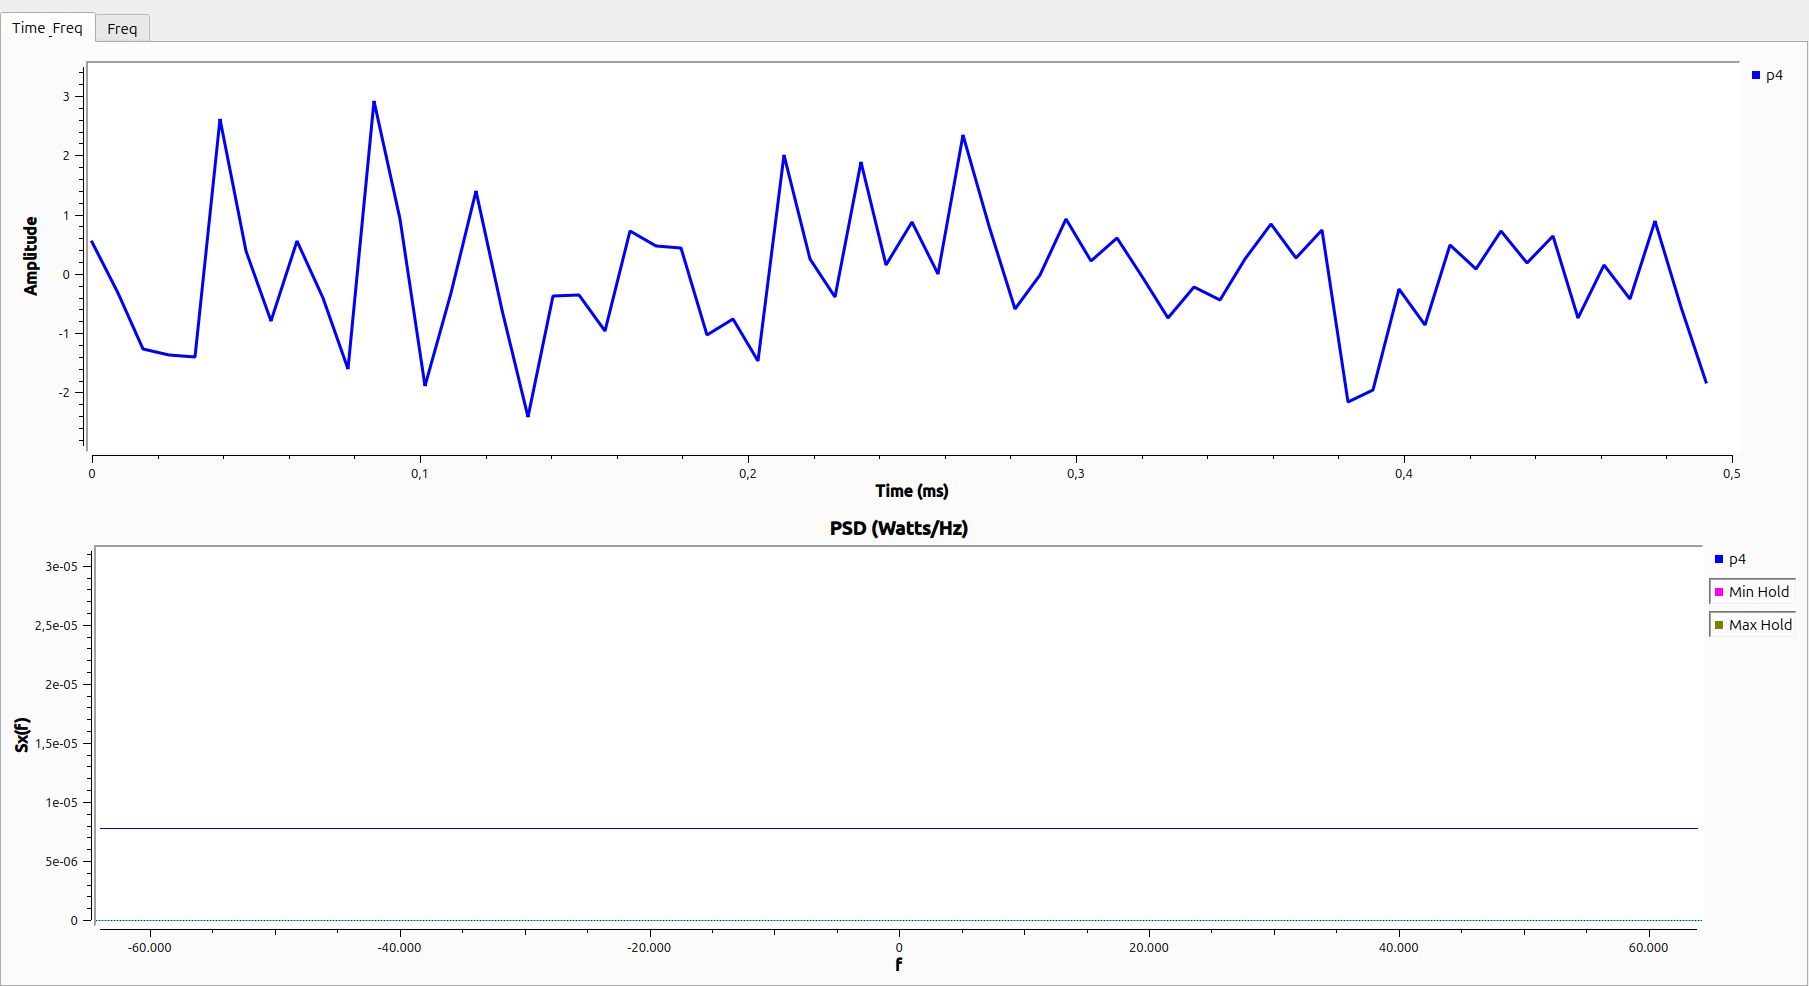 Time_Freq
Freq
p4
3
2
1
0
-1
-2
Amplitude
0
0,1
0,2
0,3
0,4
0,5
Time (ms)
PSD (Watts/Hz)
p4
Min Hold
Max Hold
3e-05
2,5e-05
2e-05
1,5e-05
1e-05
5e-06
0
Sx(f)
-60.000
-40.000
-20.000
0
20.000
40.000
60.000
f